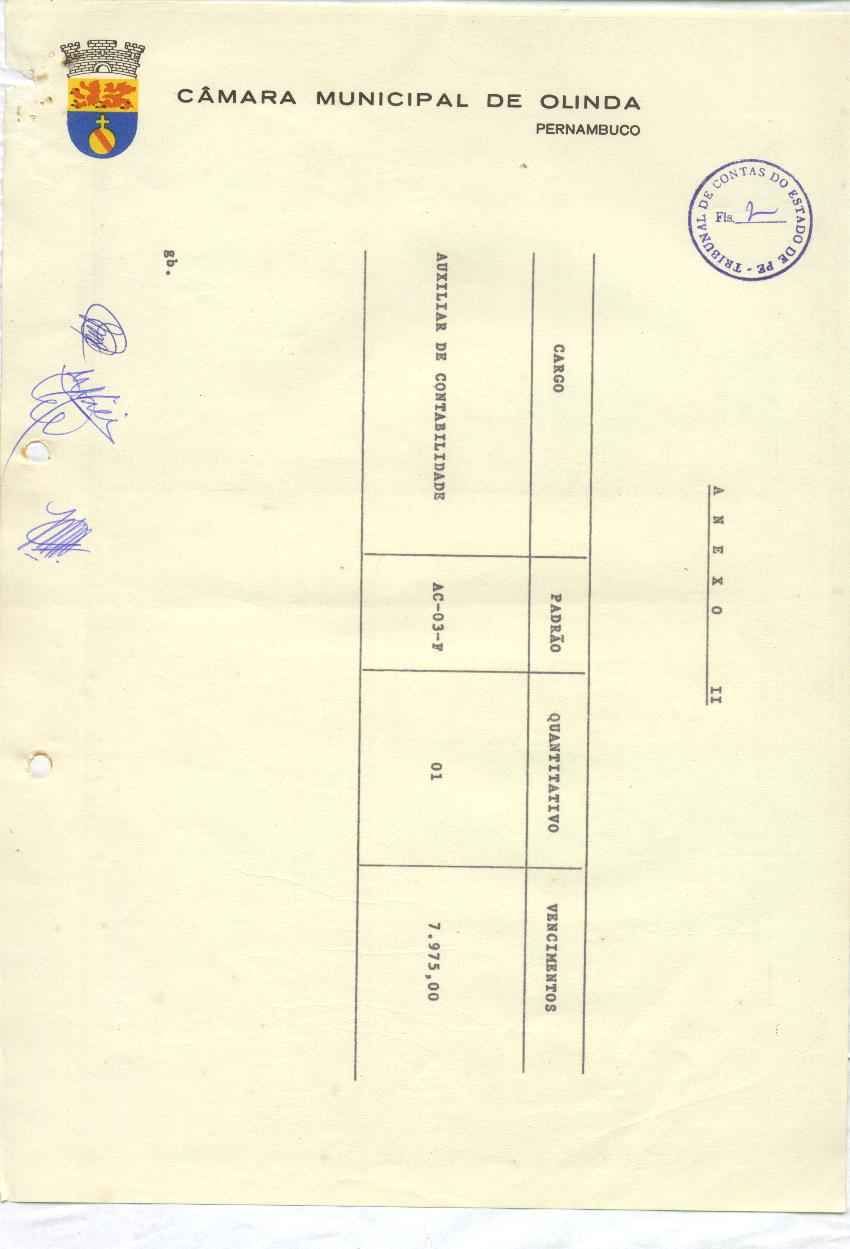 CÂMARA MUNICIPAL DE OLINDA
PERNAMBUCO
TRIBUNAL DE CONTAS DO ESTADO DE PE -
Fls. 2
ANEXO II
CARGO PADRÃO QUANTITATIVO VENCIMENTOS
AUXILIAR DE CONTABILIDADE AC-03-F 01 7.975,00
gb.